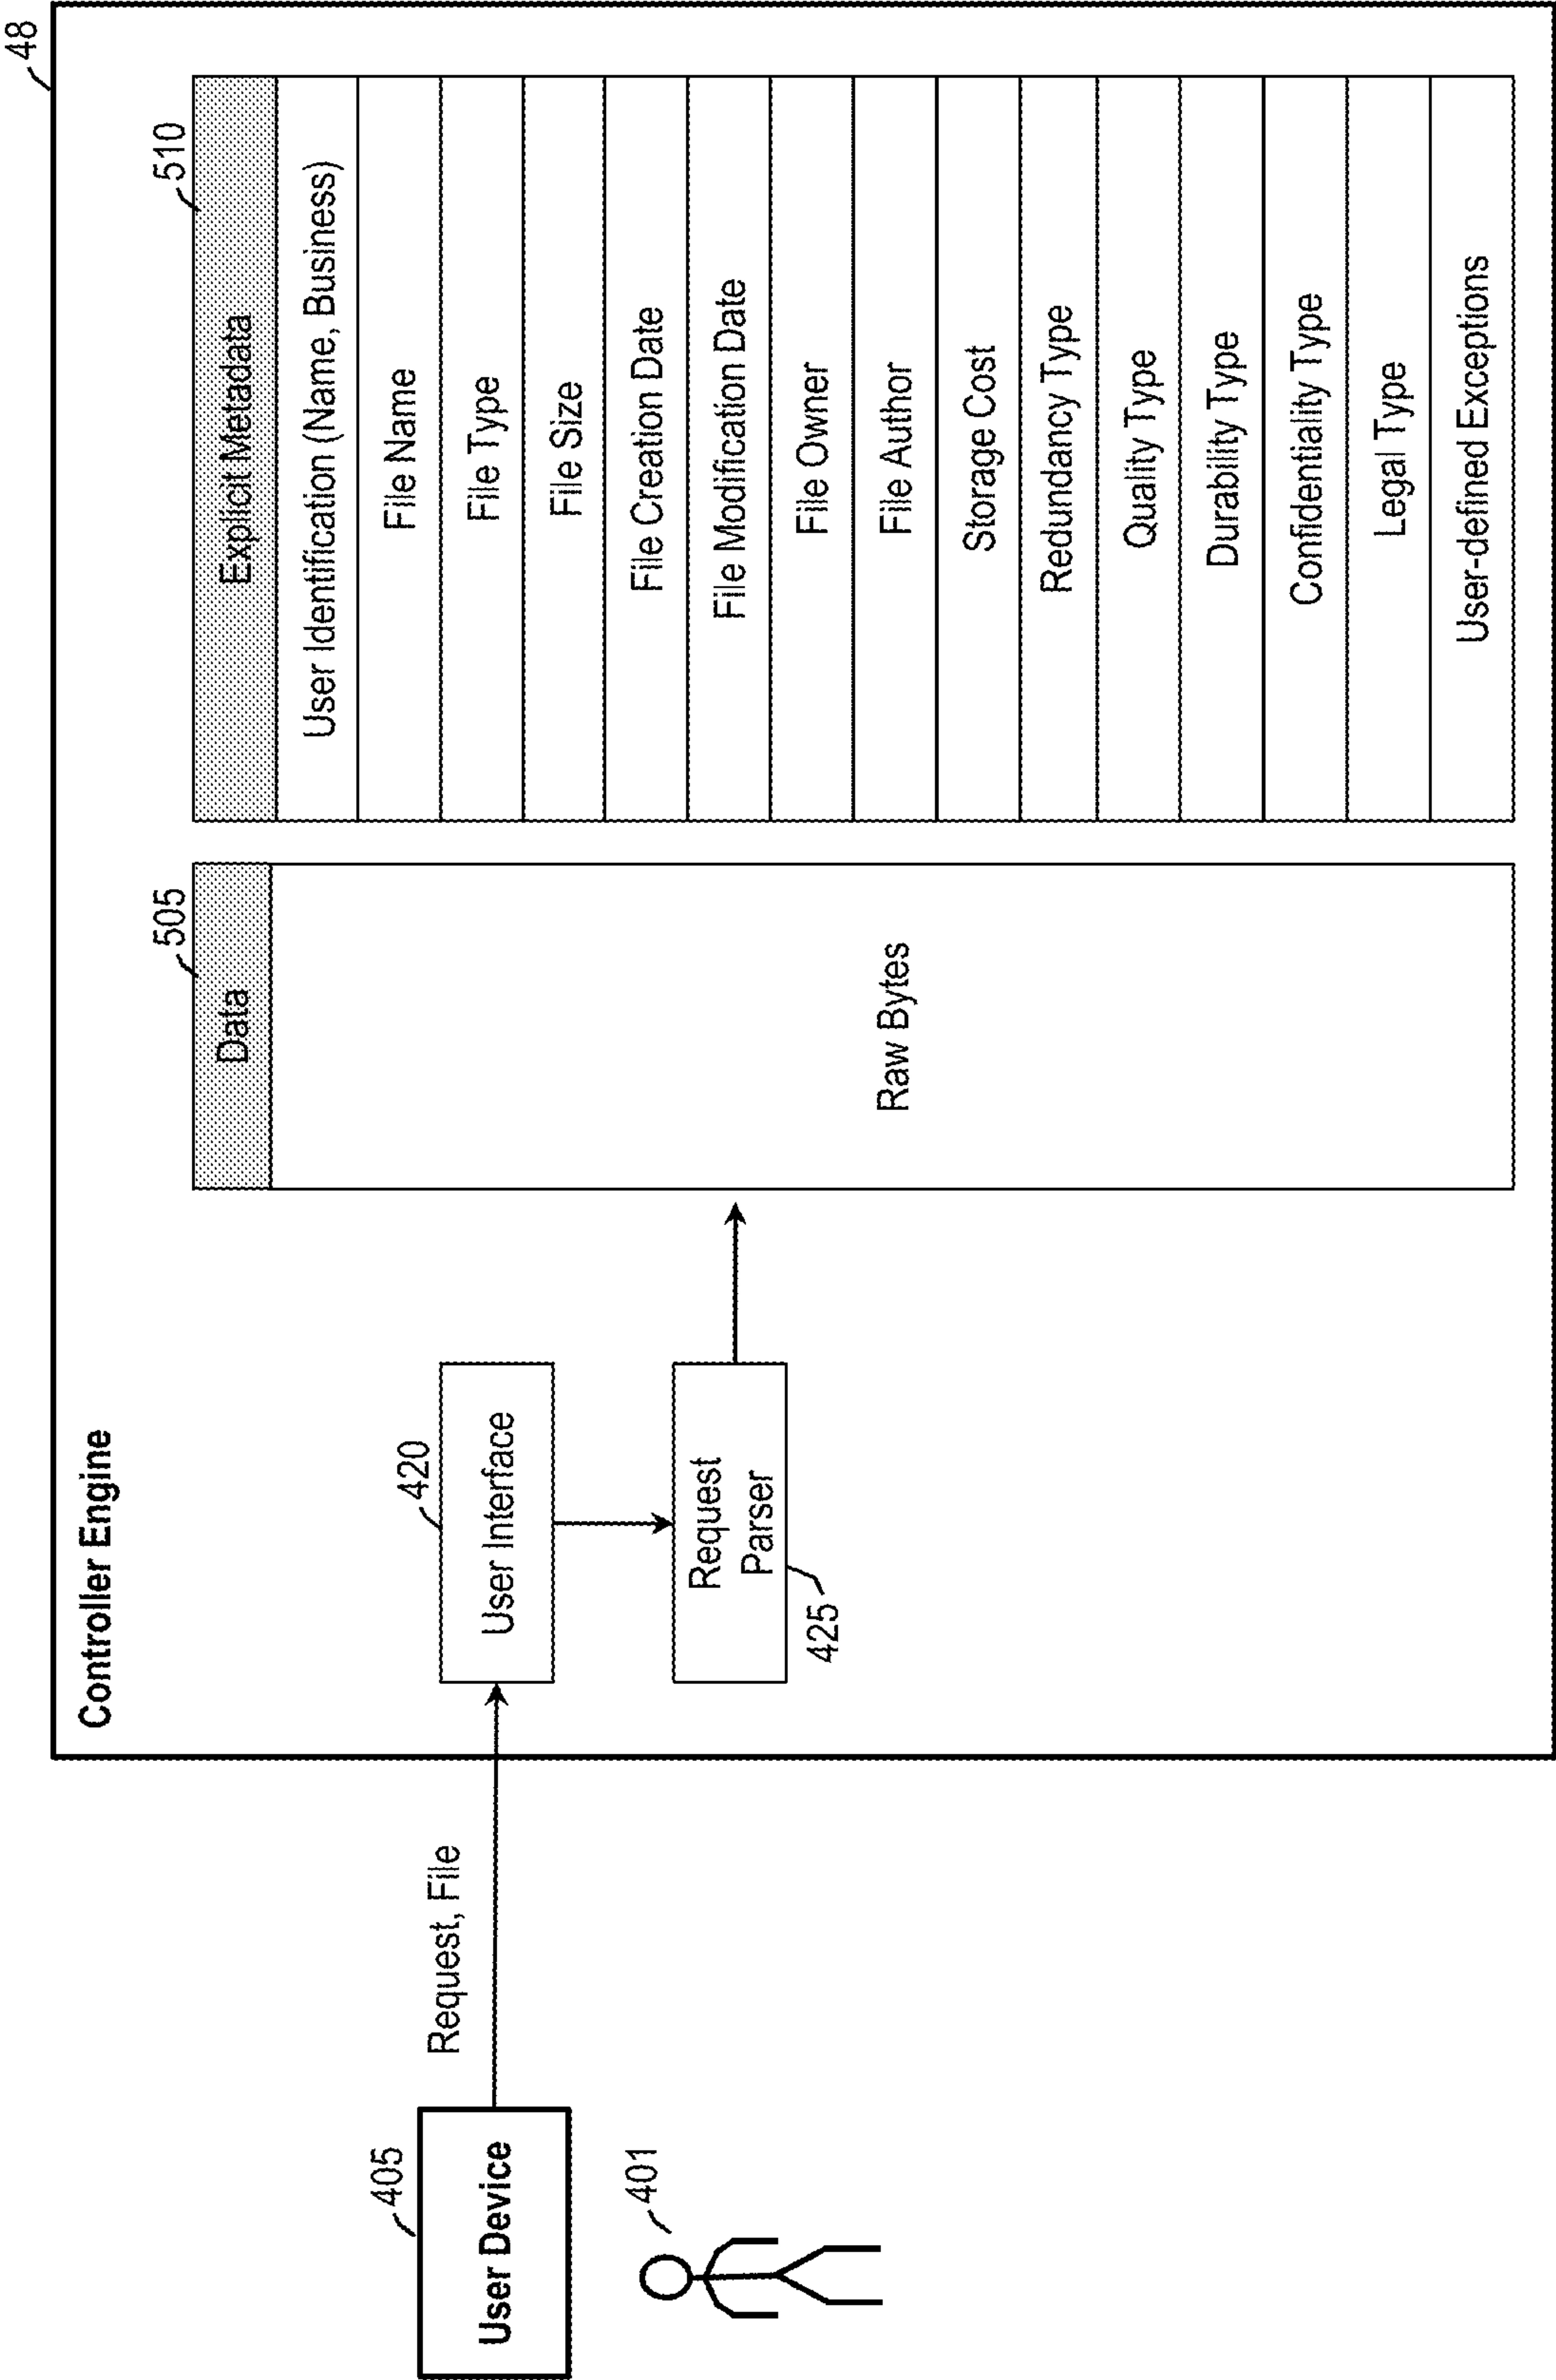 48
Controller Engine
405
User Device
401
Request, File
420
User Interface
Request
Parser
425
505
Data
Raw Bytes
510
Explicit Metadata
User Identification (Name, Business)
File Name
File Type
File Size
File Creation Date
File Modification Date
File Owner
File Author
Storage Cost
Redundancy Type
Quality Type
Durability Type
Confidentiality Type
Legal Type
User-defined Exceptions